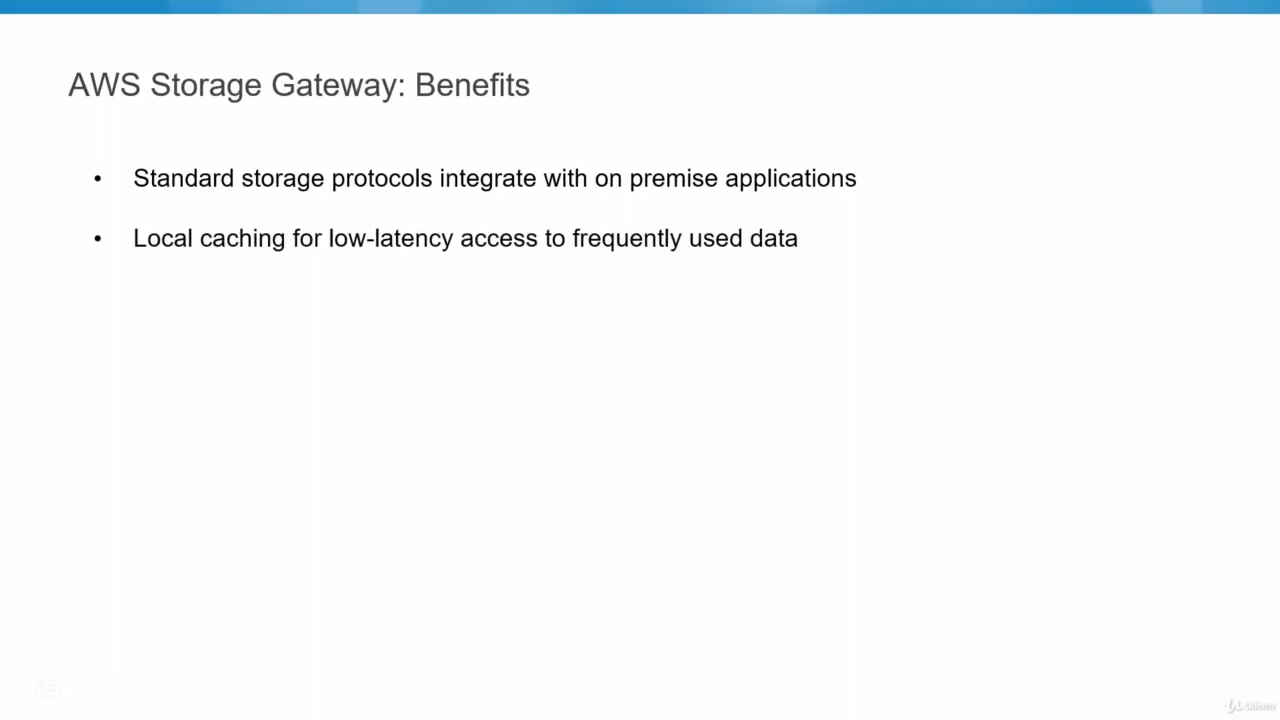 AWS Storage Gateway: Benefits
• Standard storage protocols integrate with on premise applications
• Local caching for low-latency access to frequently used data
Udemy